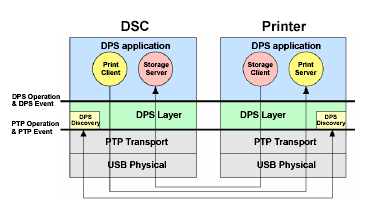 DSC
Printer
DPS application
DPS application
Print
Client
Storage
Server
Storage
Client
Print
Server
DPS Operation
& DPS Event
DPS
Discovery
DPS Layer
DPS Layer
DPS
Discovery
PTP Operation
& PTP Event
PTP Transport
PTP Transport
USB Physical
USB Physical